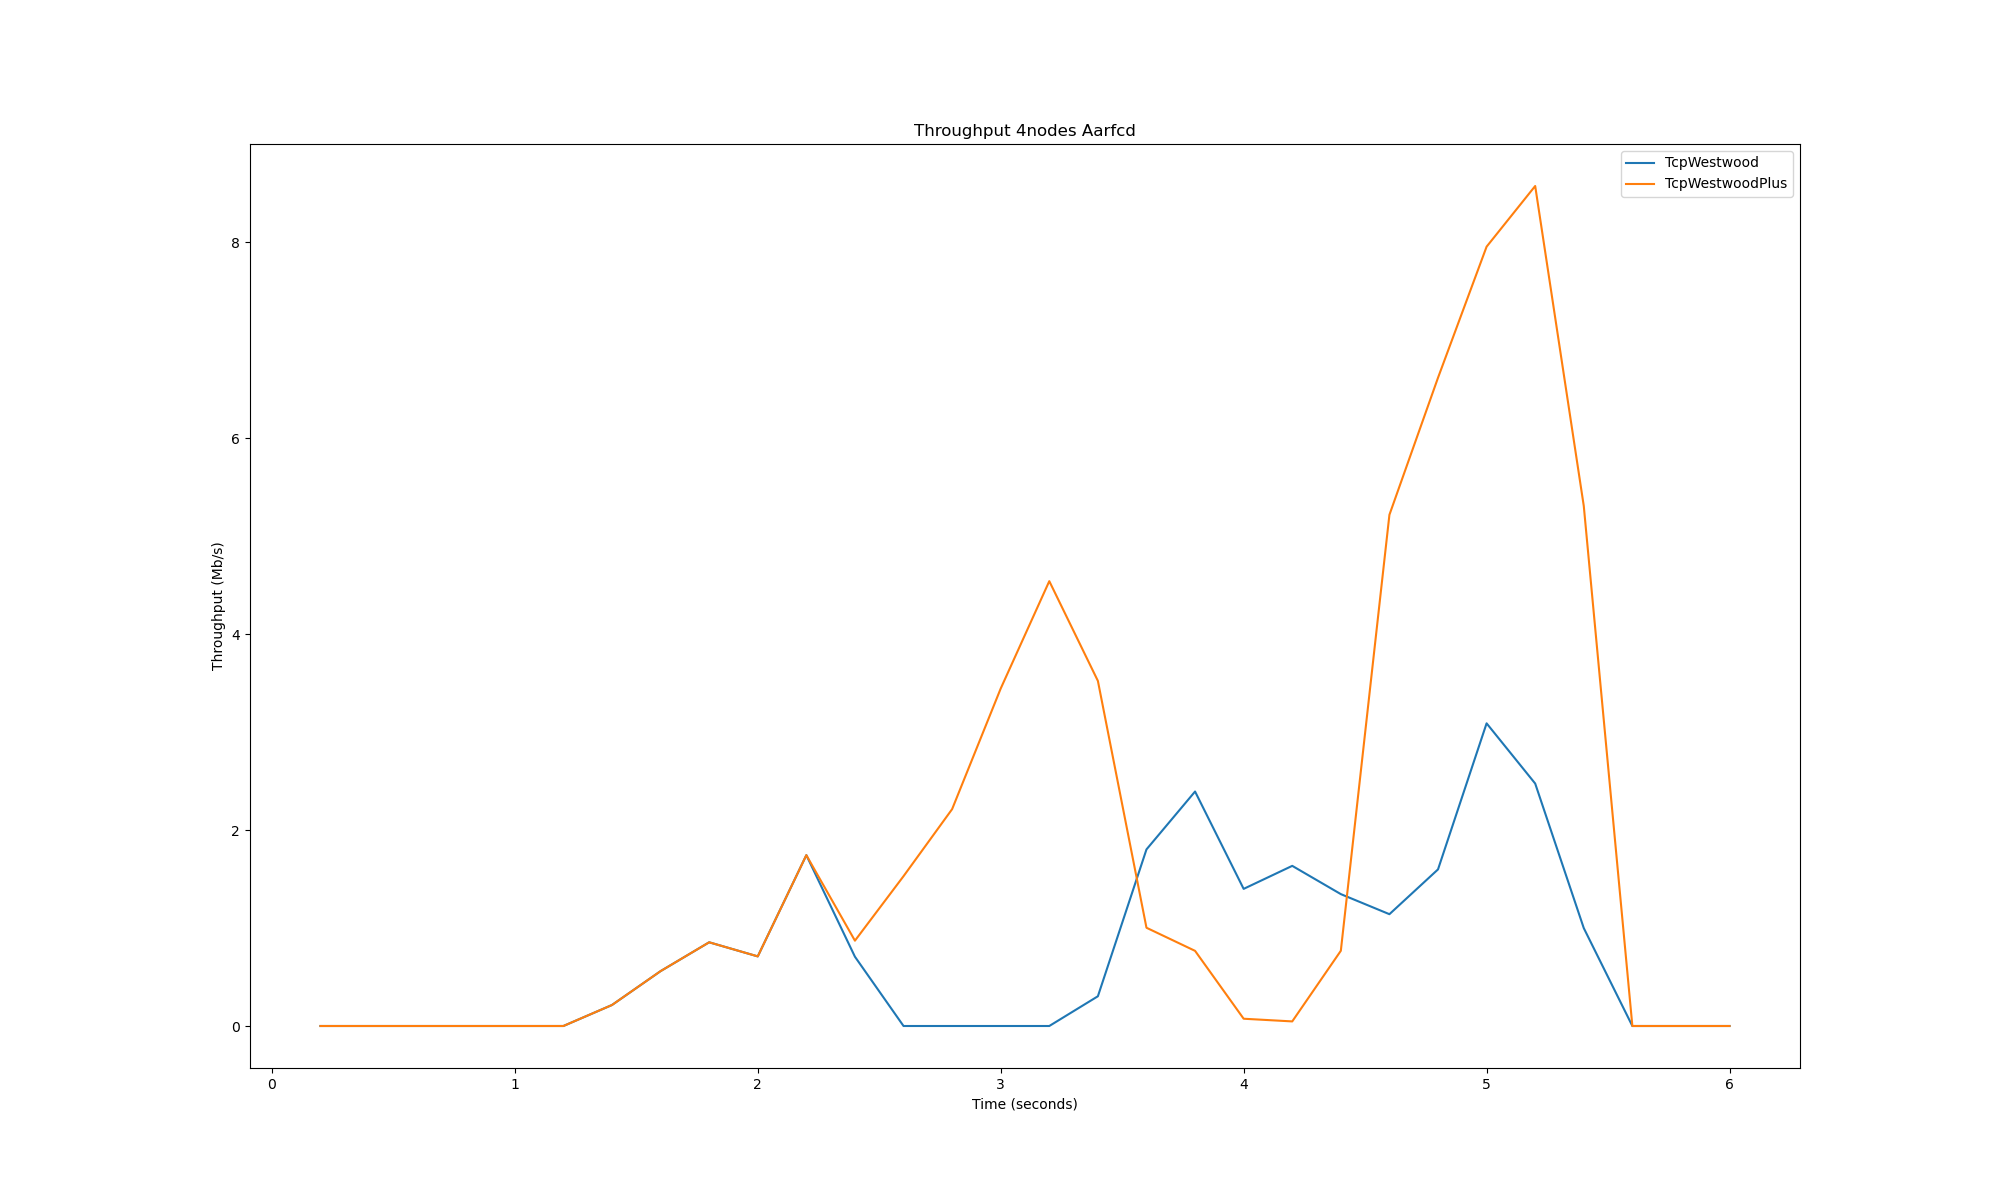 Throughput 4nodes Aarfcd
TcpWestwood
TcpWestwoodPlus
Throughput (Mb/s)
8
6
4
2
0
0 1 2 3 4 5 6
Time (seconds)